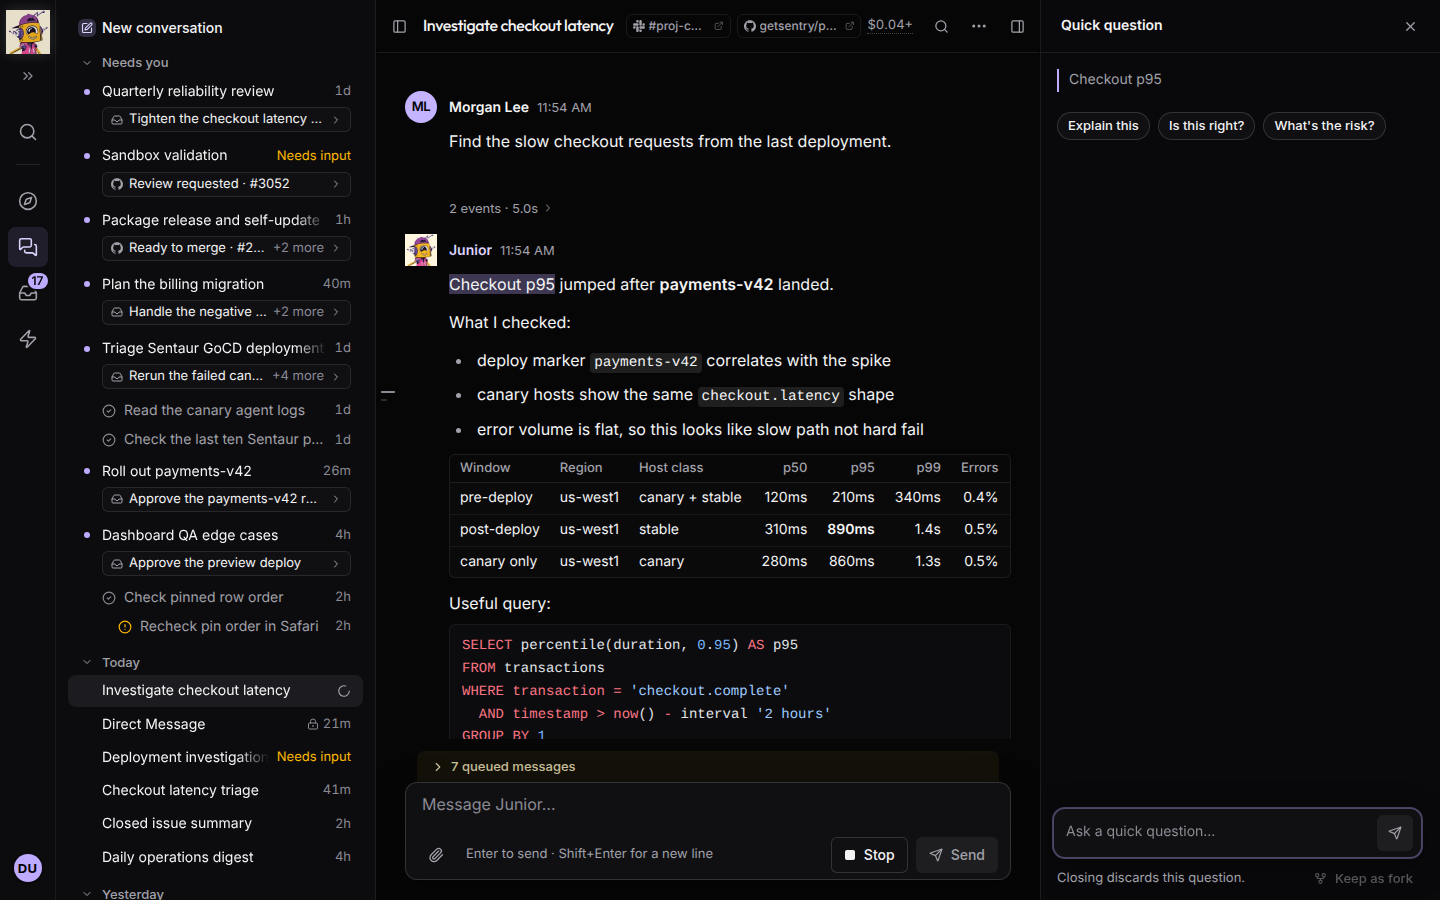 New conversation
Needs you
Quarterly reliability review 1d
Tighten the checkout latency ...
Sandbox validation Needs input
Review requested · #3052
Package release and self-update 1h
Ready to merge · #2... +2 more
Plan the billing migration 40m
Handle the negative ... +2 more
Triage Sentaur GoCD deployment 1d
Rerun the failed can... +4 more
Read the canary agent logs 1d
Check the last ten Sentaur p... 1d
Roll out payments-v42 26m
Approve the payments-v42 r...
Dashboard QA edge cases 4h
Approve the preview deploy
Check pinned row order 2h
Recheck pin order in Safari 2h
Today
Investigate checkout latency
Direct Message 21m
Deployment investigation Needs input
Checkout latency triage 41m
Closed issue summary 2h
Daily operations digest 4h
Yesterday
17
DU
Investigate checkout latency #proj-c... getsentry/p... $0.04+
ML Morgan Lee 11:54 AM
Find the slow checkout requests from the last deployment.
2 events · 5.0s
Junior 11:54 AM
Checkout p95 jumped after payments-v42 landed.
What I checked:
• deploy marker payments-v42 correlates with the spike
• canary hosts show the same checkout.latency shape
• error volume is flat, so this looks like slow path not hard fail
Window Region Host class p50 p95 p99 Errors
pre-deploy us-west1 canary + stable 120ms 210ms 340ms 0.4%
post-deploy us-west1 stable 310ms 890ms 1.4s 0.5%
canary only us-west1 canary 280ms 860ms 1.3s 0.5%
Useful query:
SELECT percentile(duration, 0.95) AS p95
FROM transactions
WHERE transaction = 'checkout.complete'
AND timestamp > now() - interval '2 hours'
GROUP BY 1
7 queued messages
Message Junior...
Enter to send · Shift+Enter for a new line Stop Send
Quick question
Checkout p95
Explain this Is this right? What's the risk?
Ask a quick question...
Closing discards this question. Keep as fork